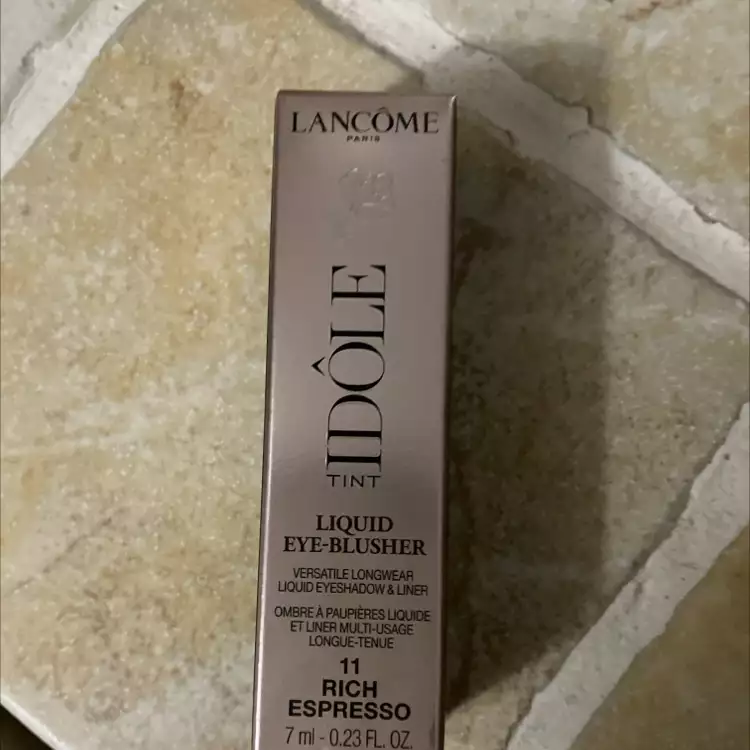 LANCÔME
PARIS
IDÔLE
TINT
LIQUID
EYE-BLUSHER
VERSATILE LONGWEAR
LIQUID EYESHADOW & LINER
OMBRE À PAUPIÈRES LIQUIDE
ET LINER MULTI-USAGE
LONGUE-TENUE
11
RICH
ESPRESSO
7 ml - 0.23 FL. OZ.